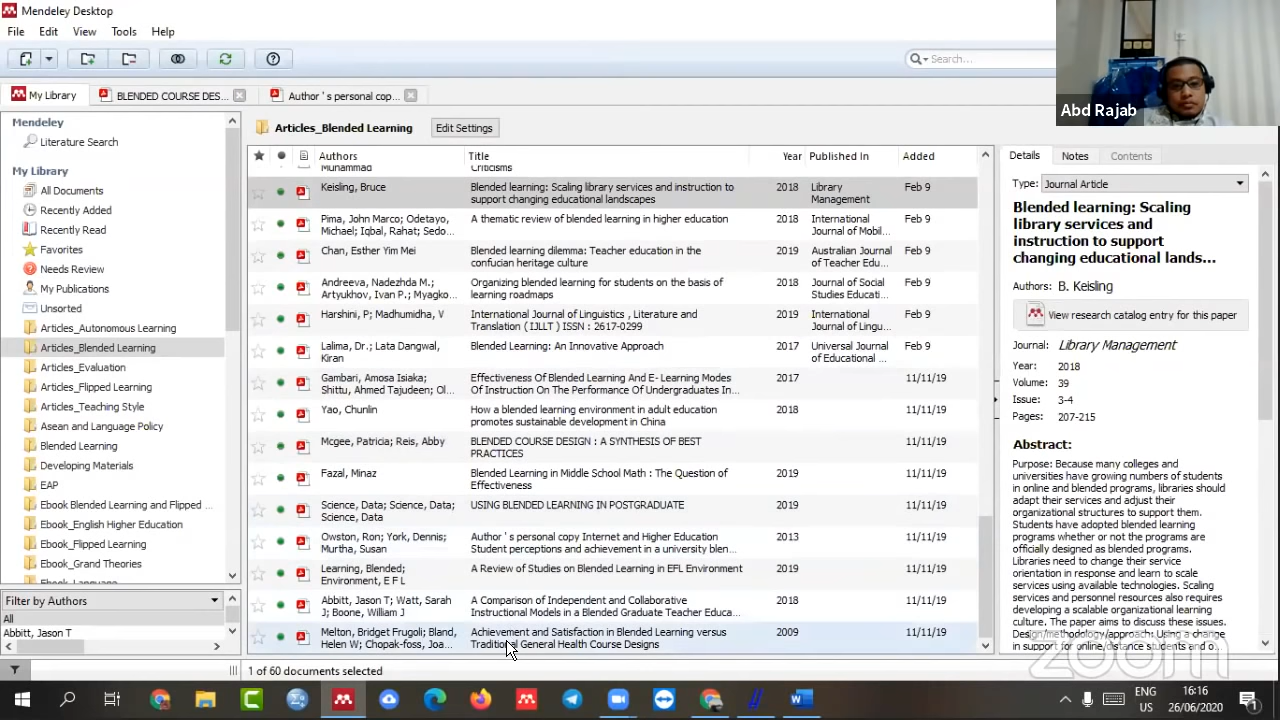 Mendeley Desktop
File Edit View Tools Help
Search...
My Library BLENDED COURSE DES... Author ' s personal cop...
Abd Rajab
Mendeley
Literature Search
My Library
All Documents
Recently Added
Recently Read
Favorites
Needs Review
My Publications
Unsorted
Articles_Autonomous Learning
Articles_Blended Learning
Articles_Evaluation
Articles_Flipped Learning
Articles_Teaching Style
Asean and Language Policy
Blended Learning
Developing Materials
EAP
Ebook Blended Learning and Flipped ...
Ebook_English Higher Education
Ebook_Flipped Learning
Ebook_Grand Theories
Ebook_Language
Filter by Authors
All
Abbitt, Jason T
Articles_Blended Learning Edit Settings
Authors Title Year Published In Added
Muhammad Criticisms
Keisling, Bruce Blended learning: Scaling library services and instruction to 2018 Library Feb 9
support changing educational landscapes Management
Pima, John Marco; Odetayo, A thematic review of blended learning in higher education 2018 International Feb 9
Michael; Iqbal, Rahat; Sedo... Journal of Mobil...
Chan, Esther Yim Mei Blended learning dilemma: Teacher education in the 2019 Australian Journal Feb 9
confucian heritage culture of Teacher Edu...
Andreeva, Nadezhda M.; Organizing blended learning for students on the basis of 2018 Journal of Social Feb 9
Artyukhov, Ivan P.; Myagko... learning roadmaps Studies Educati...
Harshini, P; Madhumidha, V International Journal of Linguistics , Literature and 2019 International Feb 9
Translation ( IJLLT ) ISSN : 2617-0299 Journal of Lingu...
Lalima, Dr.; Lata Dangwal, Blended Learning: An Innovative Approach 2017 Universal Journal Feb 9
Kiran of Educational ...
Gambari, Amosa Isiaka; Effectiveness Of Blended Learning And E- Learning Modes 2017 11/11/19
Shittu, Ahmed Tajudeen; Ol... Of Instruction On The Performance Of Undergraduates In...
Yao, Chunlin How a blended learning environment in adult education 2018 11/11/19
promotes sustainable development in China
Mcgee, Patricia; Reis, Abby BLENDED COURSE DESIGN : A SYNTHESIS OF BEST 11/11/19
PRACTICES
Fazal, Minaz Blended Learning in Middle School Math : The Question of 2019 11/11/19
Effectiveness
Science, Data; Science, Data; USING BLENDED LEARNING IN POSTGRADUATE 11/11/19
Science, Data
Owston, Ron; York, Dennis; Author ' s personal copy Internet and Higher Education 2013 11/11/19
Murtha, Susan Student perceptions and achievement in a university blen...
Learning, Blended; A Review of Studies on Blended Learning in EFL Environment 11/11/19
Environment, E F L
Abbitt, Jason T; Watt, Sarah A Comparison of Independent and Collaborative 2018 11/11/19
J; Boone, William J Instructional Models in a Blended Graduate Teacher Educa...
Melton, Bridget Frugoli; Bland, Achievement and Satisfaction in Blended Learning versus 2009 11/11/19
Helen W; Chopak-foss, Joa... Traditional General Health Course Designs
1 of 60 documents selected
Details Notes Contents
Type: Journal Article
Blended learning: Scaling
library services and
instruction to support
changing educational lands...
Authors: B. Keisling
View research catalog entry for this paper
Journal: Library Management
Year: 2018
Volume: 39
Issue: 3-4
Pages: 207-215
Abstract:
Purpose: Because many colleges and
universities have growing numbers of students
in online and blended programs, libraries should
adapt their services and adjust their
organizational structures to support them.
Students have adopted blended learning
programs whether or not the programs are
officially designed as blended programs.
Libraries need to change their service
orientation in response and learn to scale
services using available technologies. Scaling
services and personnel resources also requires
developing a scalable organizational learning
culture. The paper aims to discuss these issues.
Design/methodology/approach: Using a change
in support for online/distance students and o...
zoom
ENG 16:16
US 26/06/2020